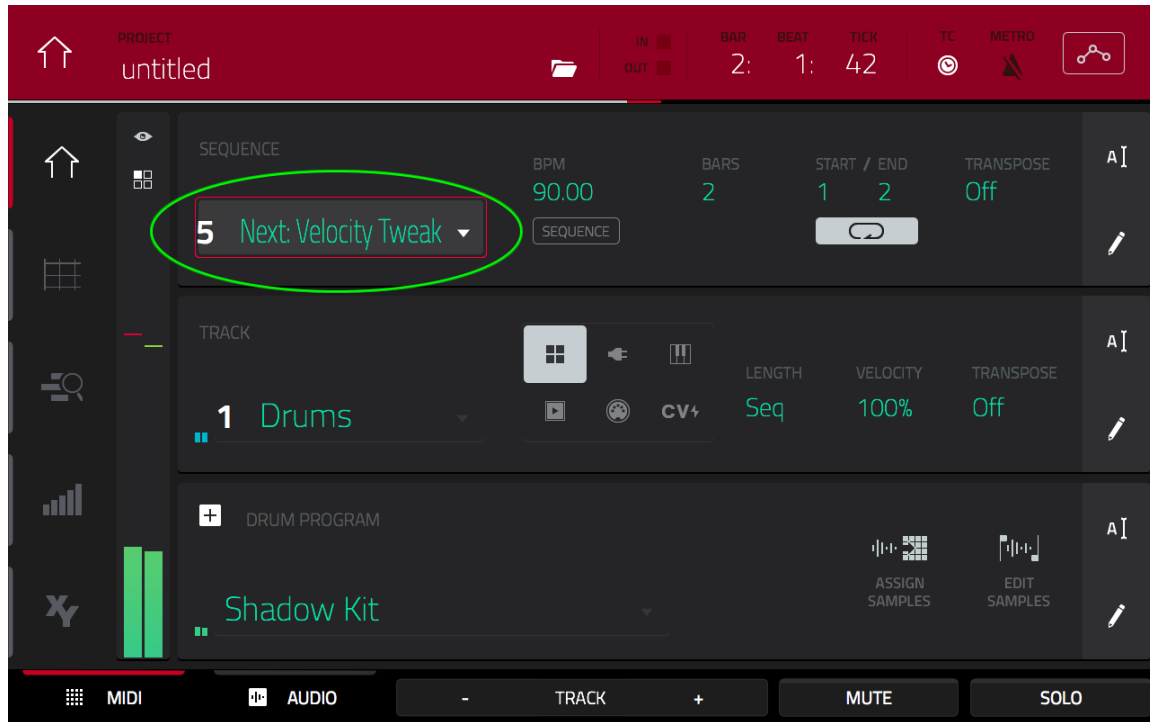 PROJECT
untitled
IN
OUT
BAR BEAT TICK
2: 1: 42
TC
METRO
SEQUENCE
5 Next: Velocity Tweak
BPM
90.00
SEQUENCE
BARS
2
START / END
1 2
TRANSPOSE
Off
A
TRACK
1 Drums
CV
LENGTH
Seq
VELOCITY
100%
TRANSPOSE
Off
A
DRUM PROGRAM
Shadow Kit
ASSIGN
SAMPLES
EDIT
SAMPLES
A
XY
MIDI AUDIO - TRACK + MUTE SOLO